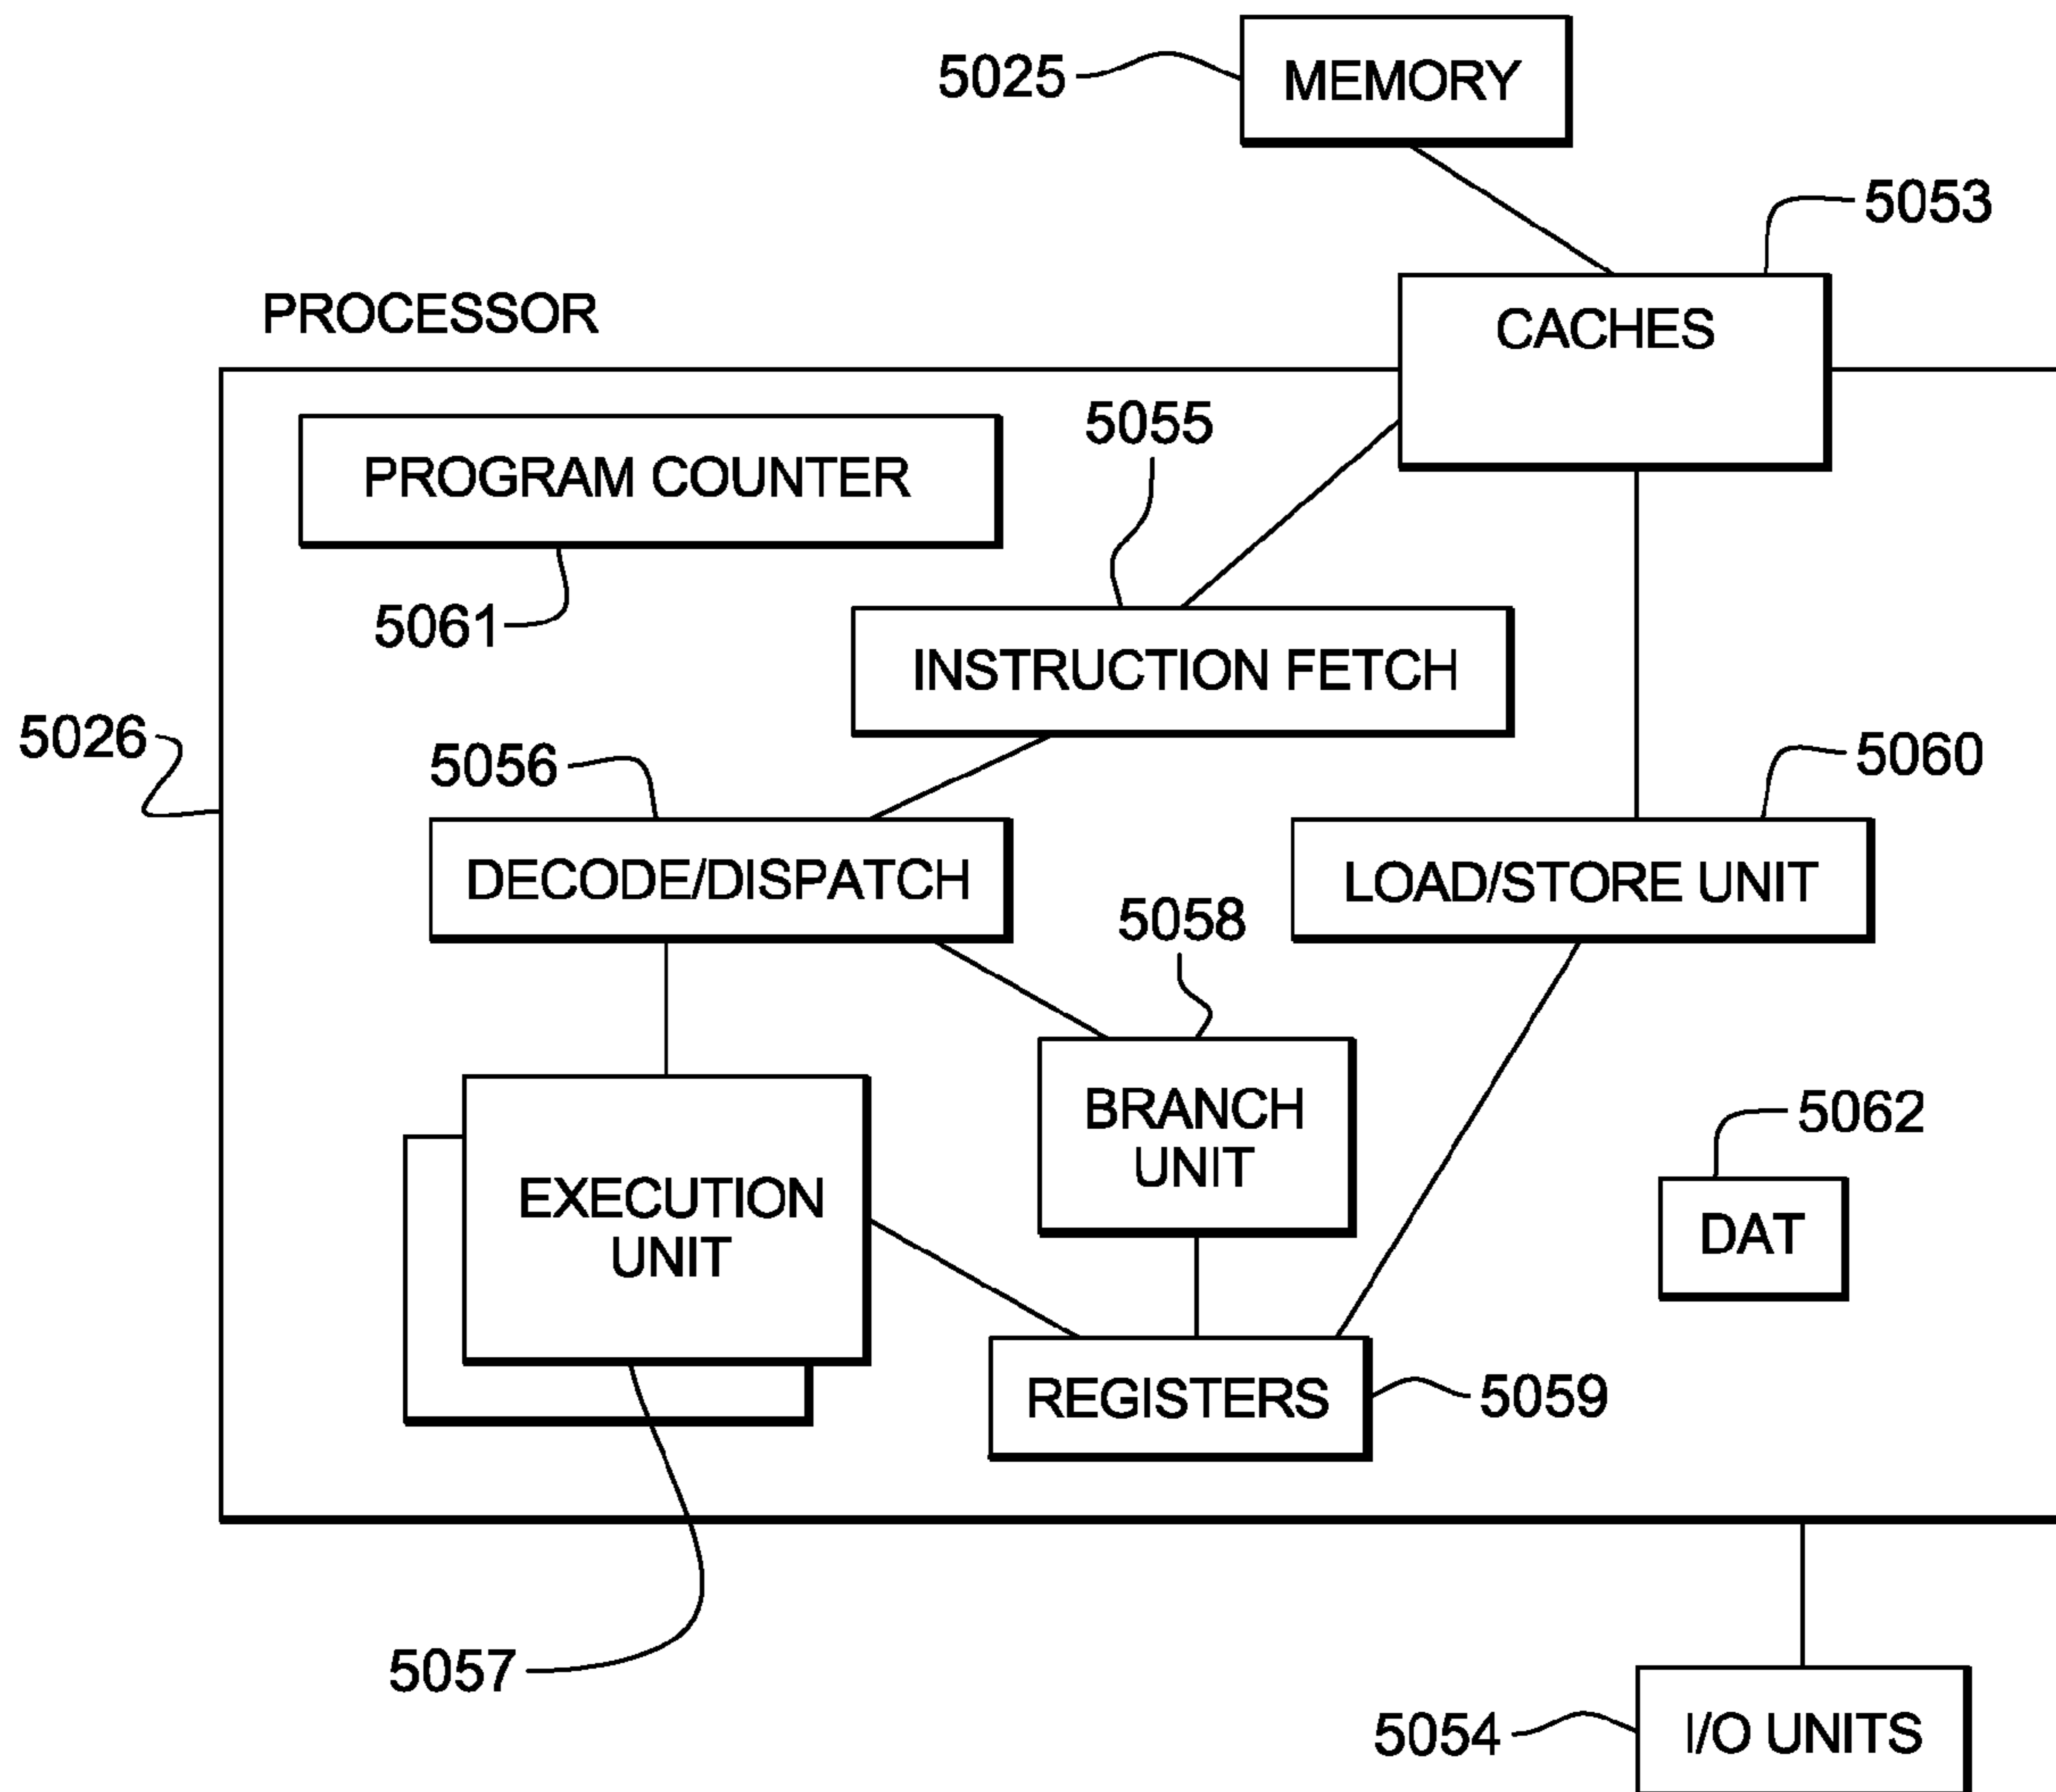 5025
MEMORY
5053
PROCESSOR
CACHES
5055
PROGRAM COUNTER
5061
INSTRUCTION FETCH
5026
5056
5060
DECODE/DISPATCH
LOAD/STORE UNIT
5058
BRANCH
UNIT
5062
EXECUTION
UNIT
DAT
REGISTERS
5059
5057
5054
I/O UNITS